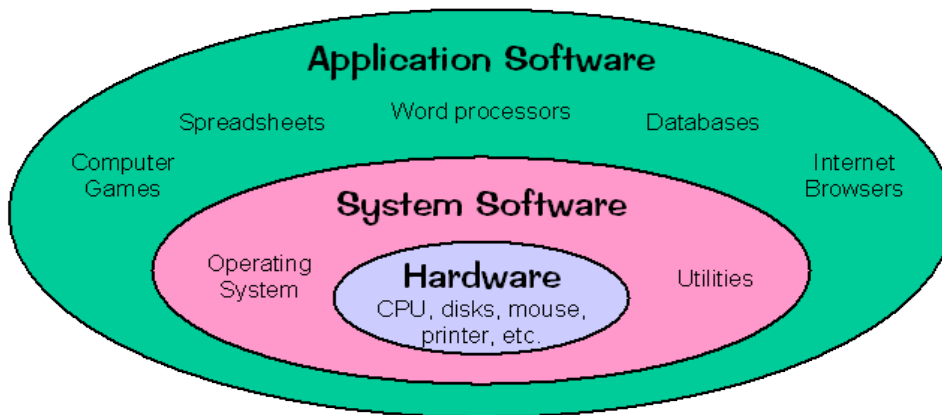 Application Software
Word processors
Spreadsheets
Databases
Computer
Games
Internet
Browsers
System Software
Operating
System
Utilities
Hardware
CPU, disks, mouse,
printer, etc.